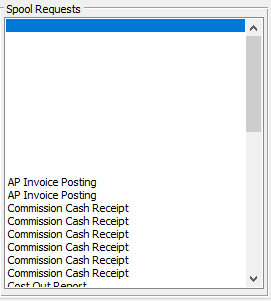 Spool Requests
AP Invoice Posting
AP Invoice Posting
Commission Cash Receipt
Commission Cash Receipt
Commission Cash Receipt
Commission Cash Receipt
Commission Cash Receipt
Commission Cash Receipt
Cost Out Report